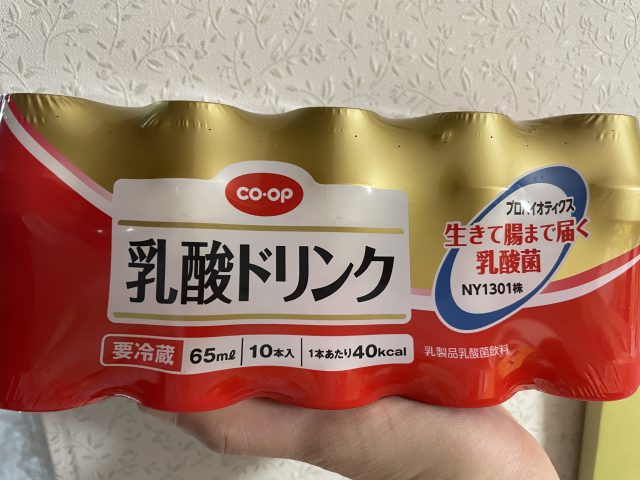 co-op
乳酸ドリンク
要冷蔵 65mℓ 10本入 1本あたり40kcal
プロバイオティクス
生きて腸まで届く
乳酸菌
NY1301株
乳製品乳酸菌飲料